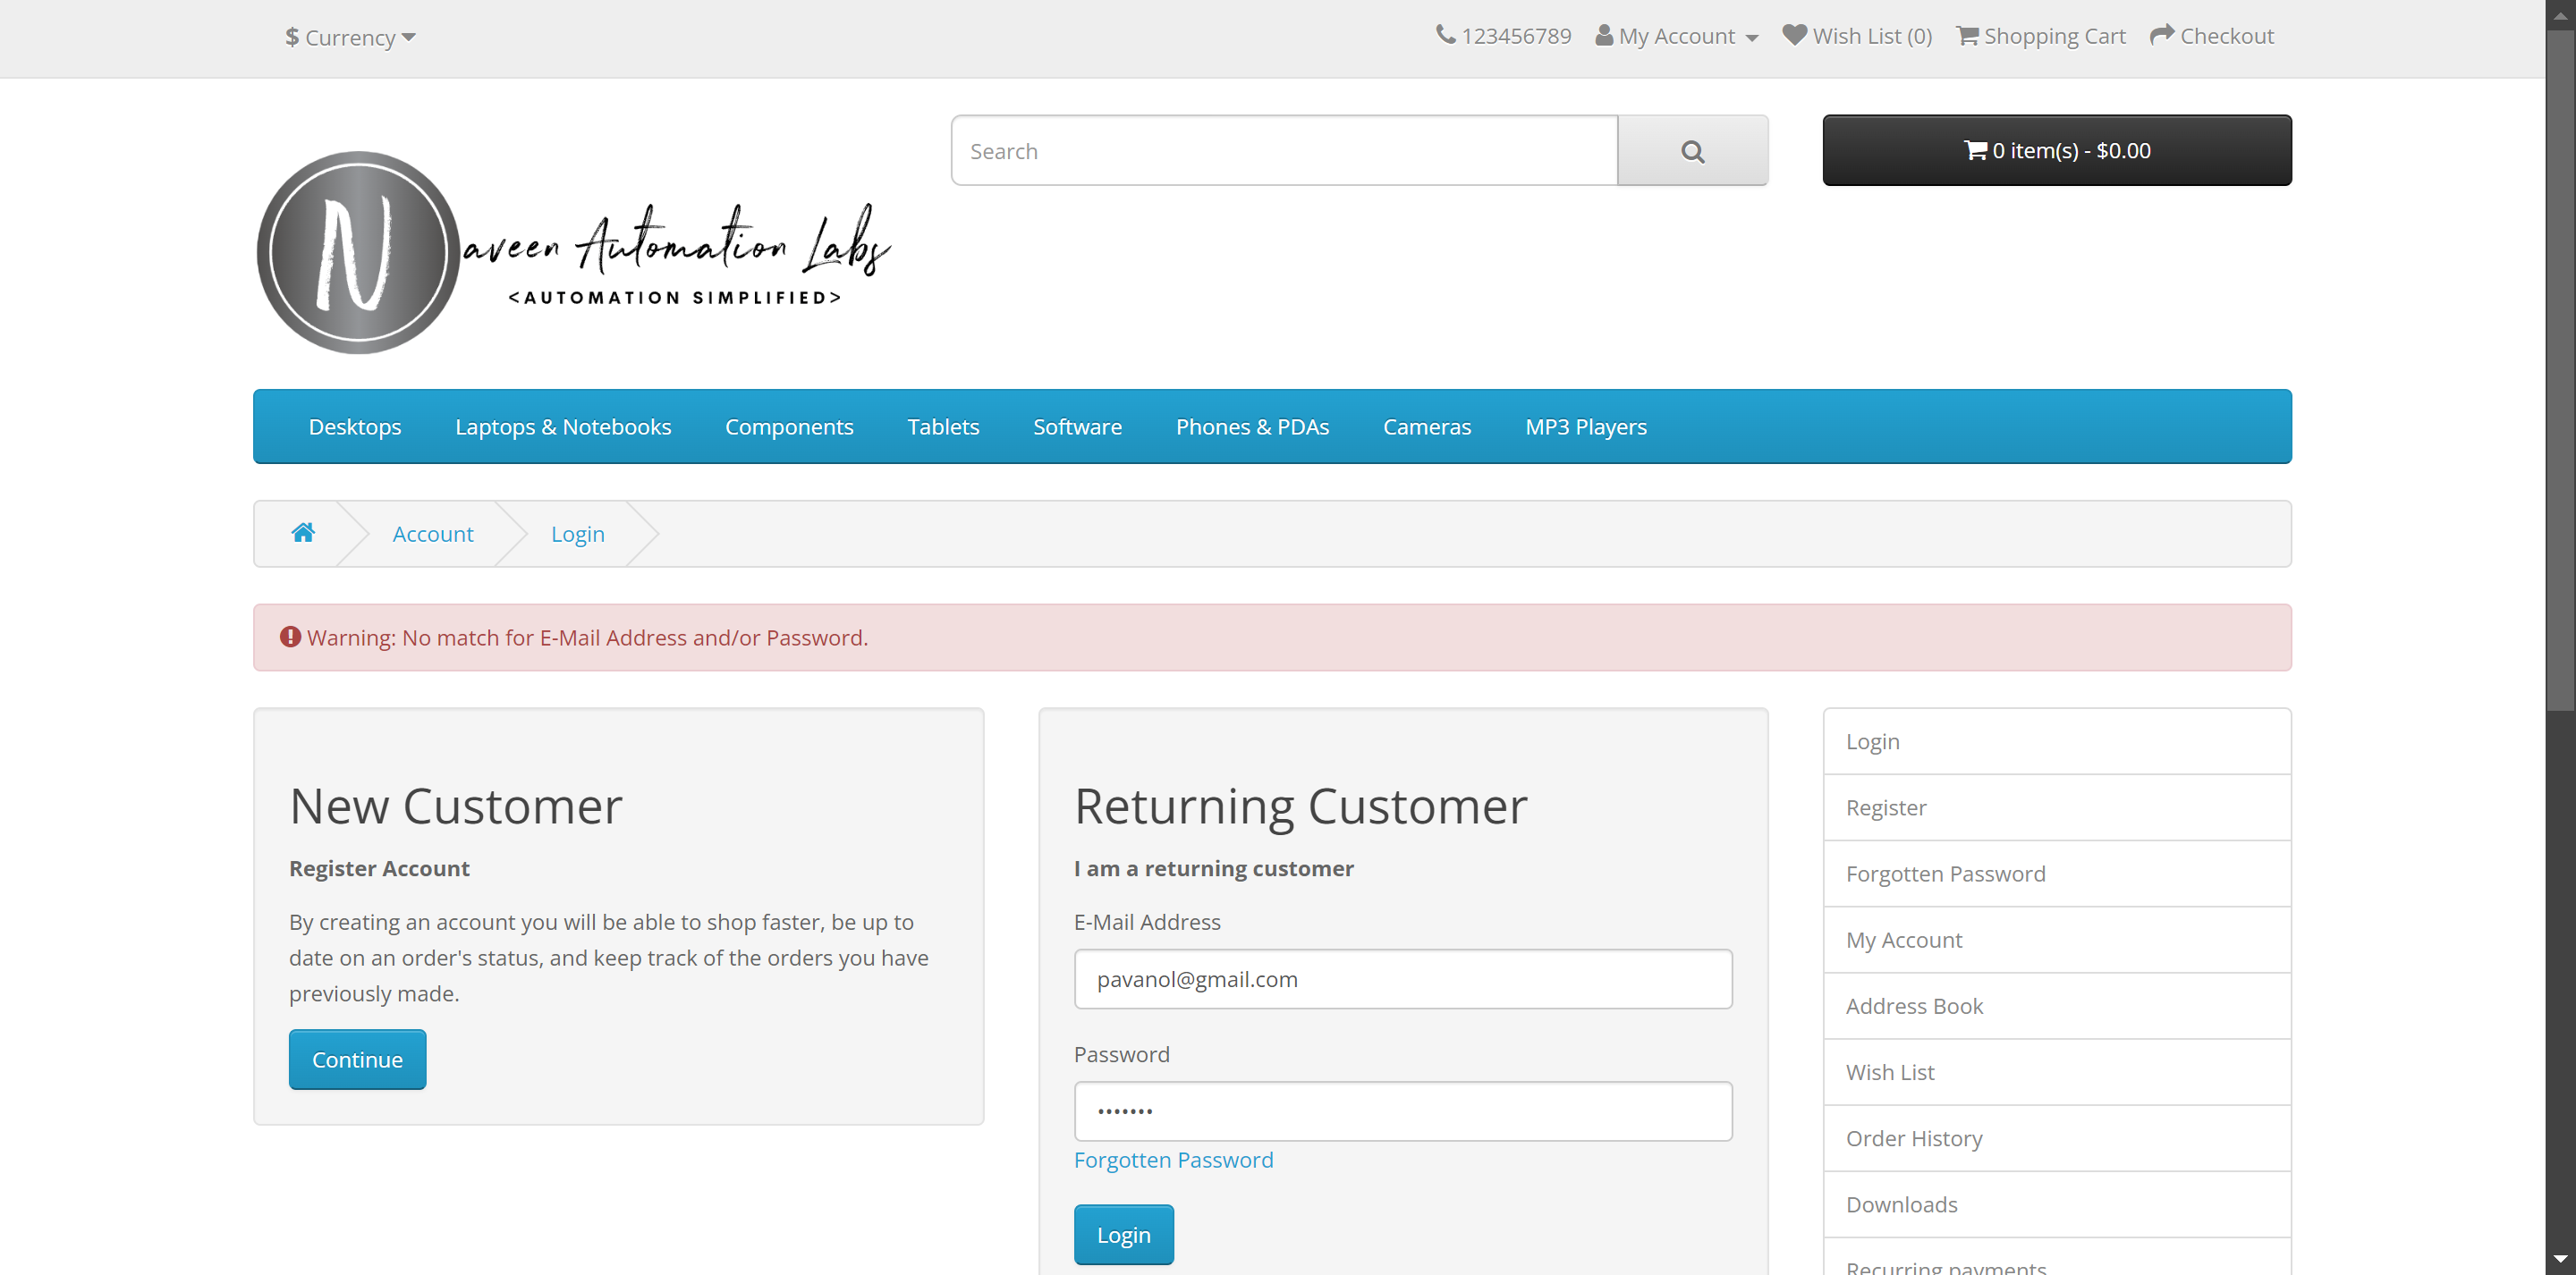 $ Currency
123456789 My Account Wish List (0) Shopping Cart Checkout
Search
0 item(s) - $0.00
Naveen Automation Labs
<AUTOMATION SIMPLIFIED>
Desktops Laptops & Notebooks Components Tablets Software Phones & PDAs Cameras MP3 Players
Account Login
Warning: No match for E-Mail Address and/or Password.
New Customer
Register Account
By creating an account you will be able to shop faster, be up to
date on an order's status, and keep track of the orders you have
previously made.
Continue
Returning Customer
I am a returning customer
E-Mail Address
pavanol@gmail.com
Password
•••••••
Forgotten Password
Login
Login
Register
Forgotten Password
My Account
Address Book
Wish List
Order History
Downloads
Recurring payments